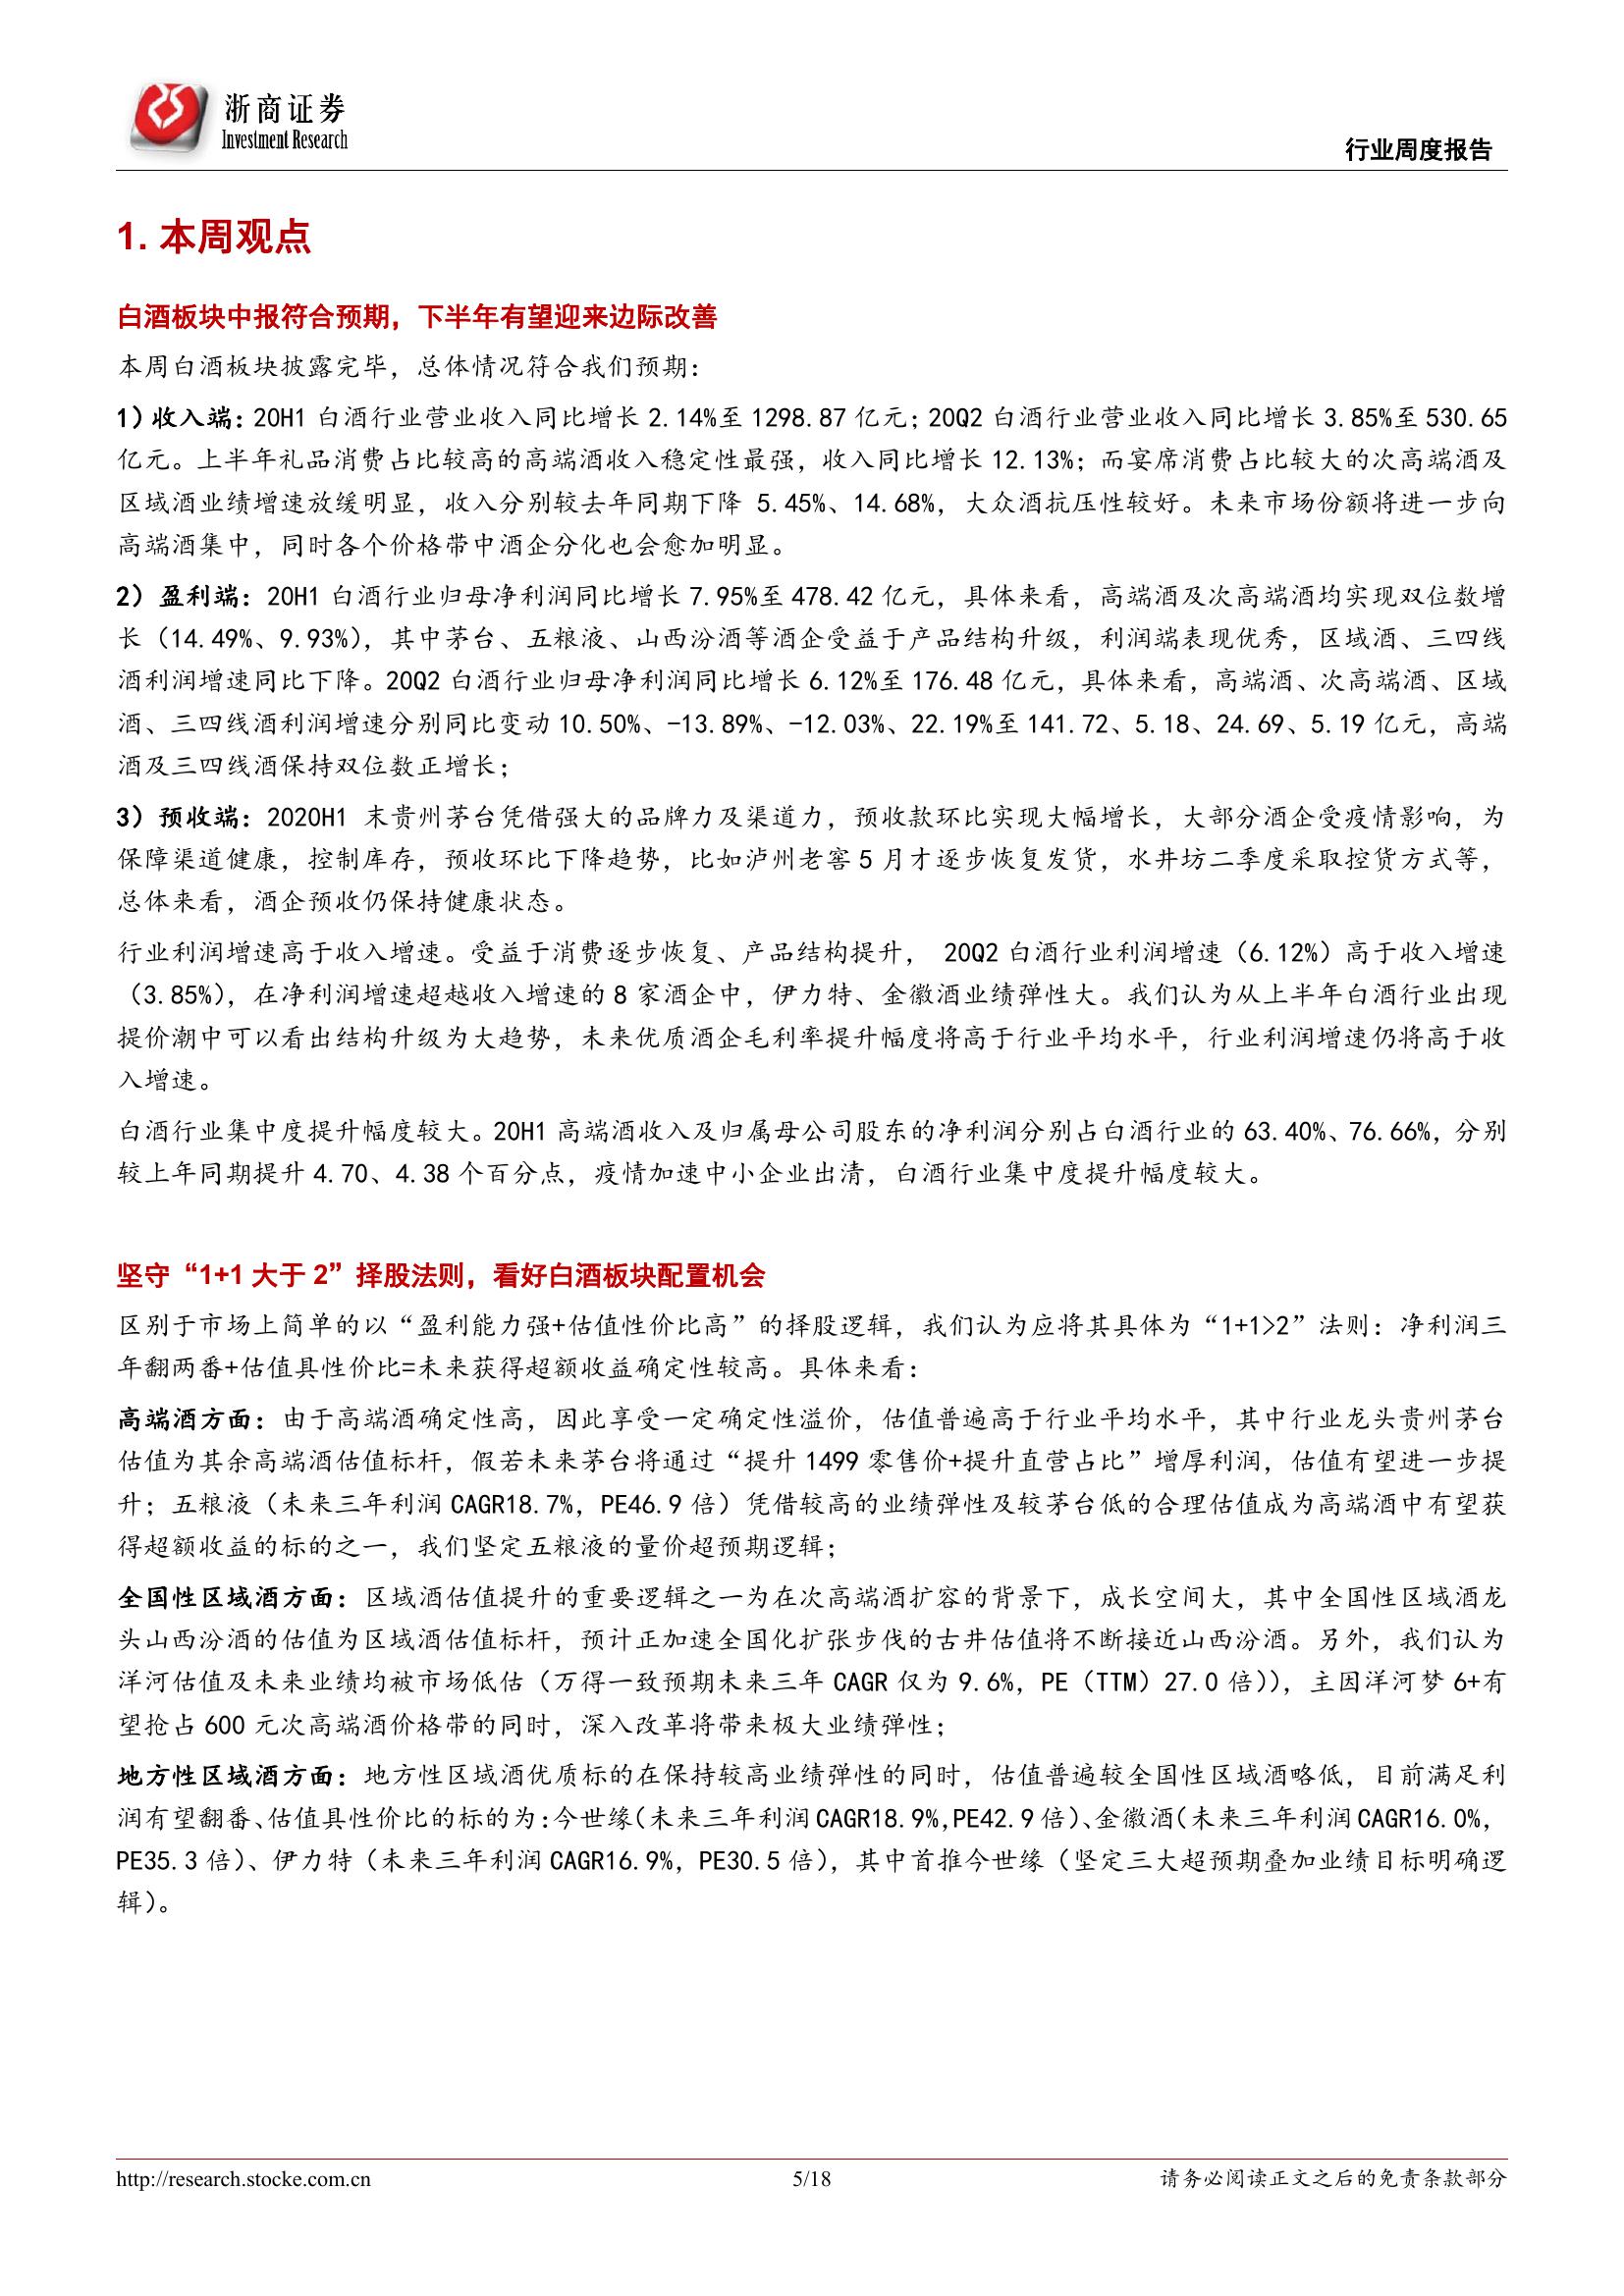 浙商证券
Investment Research
行业周度报告
1. 本周观点
白酒板块中报符合预期，下半年有望迎来边际改善
本周白酒板块披露完毕，总体情况符合我们预期：
1）收入端：20H1 白酒行业营业收入同比增长 2.14%至 1298.87 亿元；20Q2 白酒行业营业收入同比增长 3.85%至 530.65
亿元。上半年礼品消费占比较高的高端酒收入稳定性最强，收入同比增长 12.13%；而宴席消费占比较大的次高端酒及
区域酒业绩增速放缓明显，收入分别较去年同期下降 5.45%、14.68%，大众酒抗压性较好。未来市场份额将进一步向
高端酒集中，同时各个价格带中酒企分化也会愈加明显。
2）盈利端：20H1 白酒行业归母净利润同比增长 7.95%至 478.42 亿元，具体来看，高端酒及次高端酒均实现双位数增
长（14.49%、9.93%），其中茅台、五粮液、山西汾酒等酒企受益于产品结构升级，利润端表现优秀，区域酒、三四线
酒利润增速同比下降。20Q2 白酒行业归母净利润同比增长 6.12%至 176.48 亿元，具体来看，高端酒、次高端酒、区域
酒、三四线酒利润增速分别同比变动 10.50%、-13.89%、-12.03%、22.19%至 141.72、5.18、24.69、5.19 亿元，高端
酒及三四线酒保持双位数正增长；
3）预收端：2020H1 末贵州茅台凭借强大的品牌力及渠道力，预收款环比实现大幅增长，大部分酒企受疫情影响，为
保障渠道健康，控制库存，预收环比下降趋势，比如泸州老窖 5 月才逐步恢复发货，水井坊二季度采取控货方式等，
总体来看，酒企预收仍保持健康状态。
行业利润增速高于收入增速。受益于消费逐步恢复、产品结构提升， 20Q2 白酒行业利润增速（6.12%）高于收入增速
（3.85%），在净利润增速超越收入增速的 8 家酒企中，伊力特、金徽酒业绩弹性大。我们认为从上半年白酒行业出现
提价潮中可以看出结构升级为大趋势，未来优质酒企毛利率提升幅度将高于行业平均水平，行业利润增速仍将高于收
入增速。
白酒行业集中度提升幅度较大。20H1 高端酒收入及归属母公司股东的净利润分别占白酒行业的 63.40%、76.66%，分别
较上年同期提升 4.70、4.38 个百分点，疫情加速中小企业出清，白酒行业集中度提升幅度较大。
坚守“1+1 大于 2”择股法则，看好白酒板块配置机会
区别于市场上简单的以“盈利能力强+估值性价比高”的择股逻辑，我们认为应将其具体为“1+1>2”法则：净利润三
年翻两番+估值具性价比=未来获得超额收益确定性较高。具体来看：
高端酒方面：由于高端酒确定性高，因此享受一定确定性溢价，估值普遍高于行业平均水平，其中行业龙头贵州茅台
估值为其余高端酒估值标杆，假若未来茅台将通过“提升 1499 零售价+提升直营占比”增厚利润，估值有望进一步提
升；五粮液（未来三年利润 CAGR18.7%，PE46.9 倍）凭借较高的业绩弹性及较茅台低的合理估值成为高端酒中有望获
得超额收益的标的之一，我们坚定五粮液的量价超预期逻辑；
全国性区域酒方面：区域酒估值提升的重要逻辑之一为在次高端酒扩容的背景下，成长空间大，其中全国性区域酒龙
头山西汾酒的估值为区域酒估值标杆，预计正加速全国化扩张步伐的古井估值将不断接近山西汾酒。另外，我们认为
洋河估值及未来业绩均被市场低估（万得一致预期未来三年 CAGR 仅为 9.6%，PE（TTM）27.0 倍）），主因洋河梦 6+有
望抢占 600 元次高端酒价格带的同时，深入改革将带来极大业绩弹性；
地方性区域酒方面：地方性区域酒优质标的在保持较高业绩弹性的同时，估值普遍较全国性区域酒略低，目前满足利
润有望翻番、估值具性价比的标的为：今世缘（未来三年利润 CAGR18.9%，PE42.9 倍）、金徽酒（未来三年利润 CAGR16.0%，
PE35.3 倍）、伊力特（未来三年利润 CAGR16.9%，PE30.5 倍），其中首推今世缘（坚定三大超预期叠加业绩目标明确逻
辑）。
http://research.stocke.com.cn
5/18
请务必阅读正文之后的免责条款部分